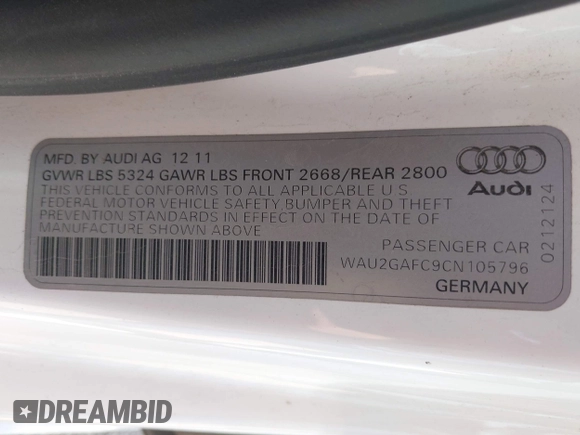 MFD. BY AUDI AG 12 11
GVWR LBS 5324 GAWR LBS FRONT 2668/REAR 2800
THIS VEHICLE CONFORMS TO ALL APPLICABLE U.S.
FEDERAL MOTOR VEHICLE SAFETY,BUMPER AND THEFT
PREVENTION STANDARDS IN EFFECT ON THE DATE OF
MANUFACTURE SHOWN ABOVE
Audi
PASSENGER CAR
WAU2GAFC9CN105796
GERMANY
0212124
DREAMBID